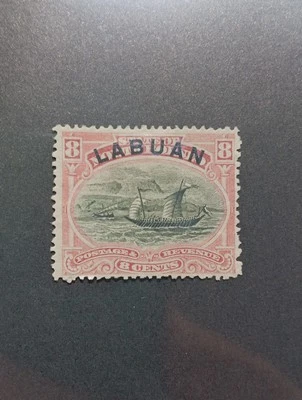 LABUAN
8 8
POSTAGE & REVENUE
8 CENTS